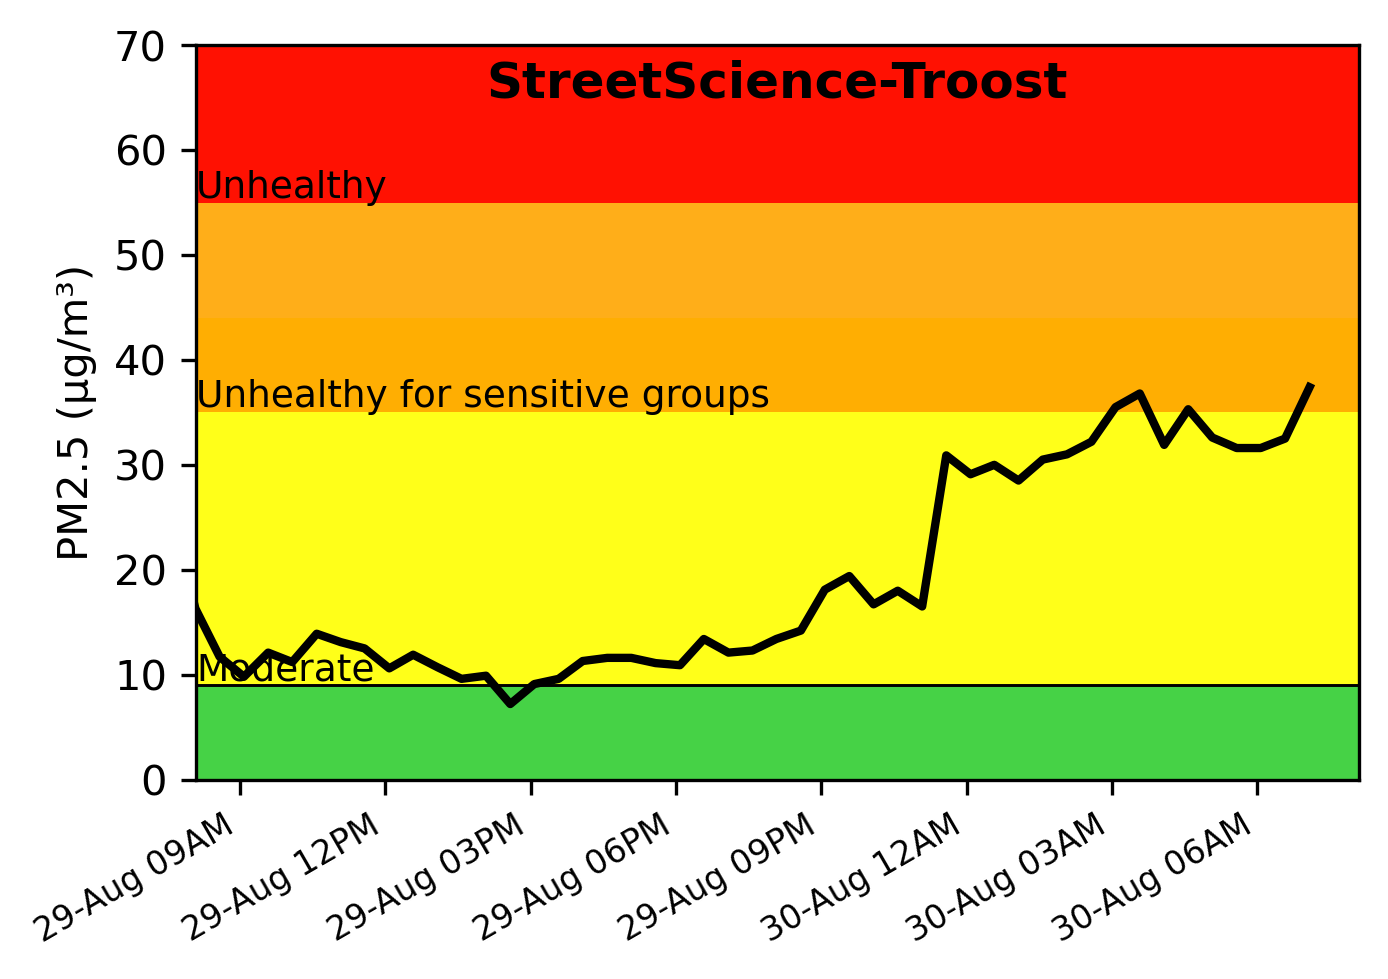 StreetScience-Troost
70
60
50
40
30
20
10
0
PM2.5 (μg/m³)
Unhealthy
Unhealthy for sensitive groups
Moderate
29-Aug 09AM
29-Aug 12PM
29-Aug 03PM
29-Aug 06PM
29-Aug 09PM
30-Aug 12AM
30-Aug 03AM
30-Aug 06AM